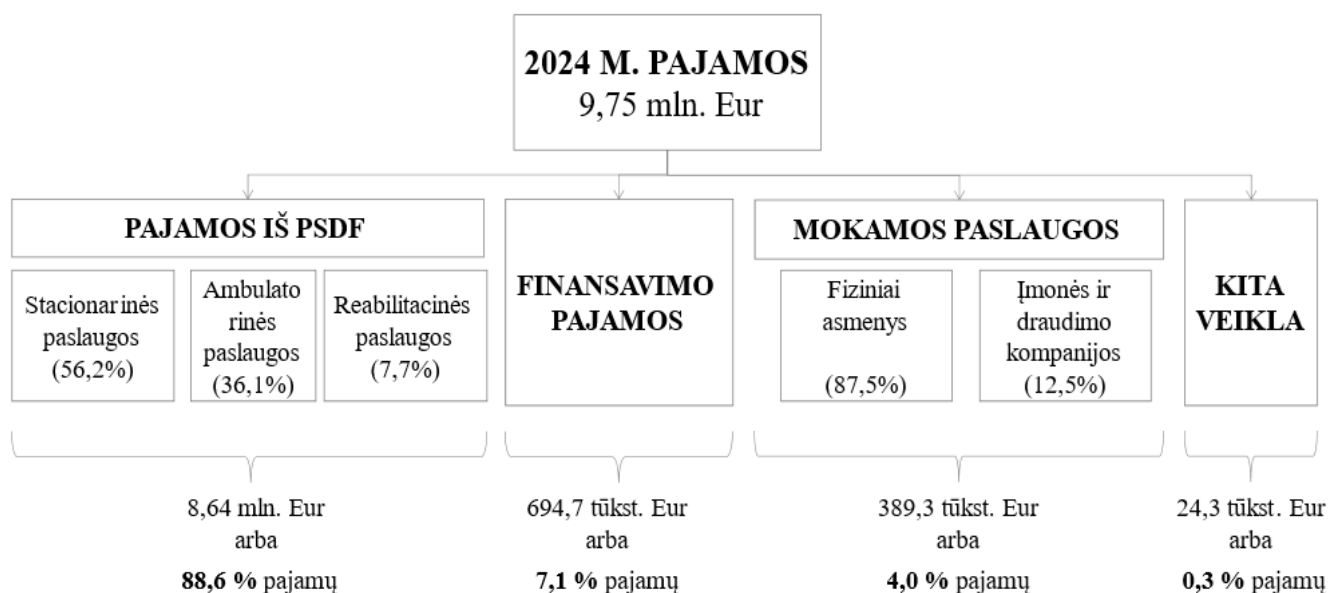 2024 M. PAJAMOS
9,75 mln. Eur
PAJAMOS IŠ PSDF
Stacionarinės
paslaugos
(56,2%)
Ambulato
rinės
paslaugos
(36,1%)
Reabilitacinės
paslaugos
(7,7%)
FINANSAVIMO
PAJAMOS
MOKAMOS PASLAUGOS
Fiziniai
asmenys
(87,5%)
Įmonės ir
draudimo
kompanijos
(12,5%)
KITA
VEIKLA
8,64 mln. Eur
arba
88,6 % pajamų
694,7 tūkst. Eur
arba
7,1 % pajamų
389,3 tūkst. Eur
arba
4,0 % pajamų
24,3 tūkst. Eur
arba
0,3 % pajamų